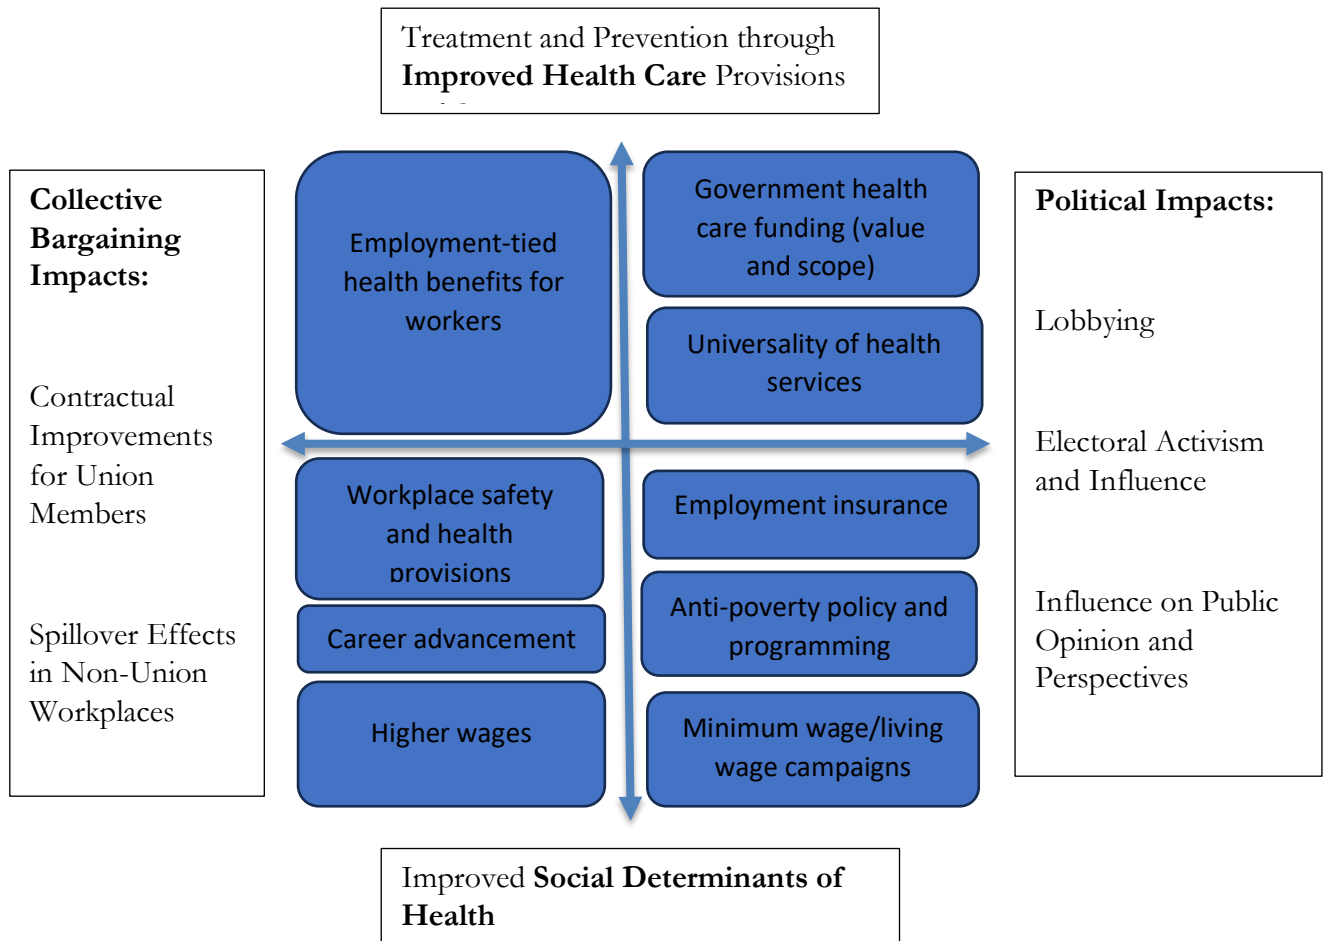 Treatment and Prevention through
Improved Health Care Provisions
Collective
Bargaining
Impacts:
Contractual
Improvements
for Union
Members
Spillover Effects
in Non-Union
Workplaces
Employment-tied
health benefits for
workers
Government health
care funding (value
and scope)
Universality of health
services
Workplace safety
and health
provisions
Career advancement
Higher wages
Employment insurance
Anti-poverty policy and
programming
Minimum wage/living
wage campaigns
Political Impacts:
Lobbying
Electoral Activism
and Influence
Influence on Public
Opinion and
Perspectives
Improved Social Determinants of
Health